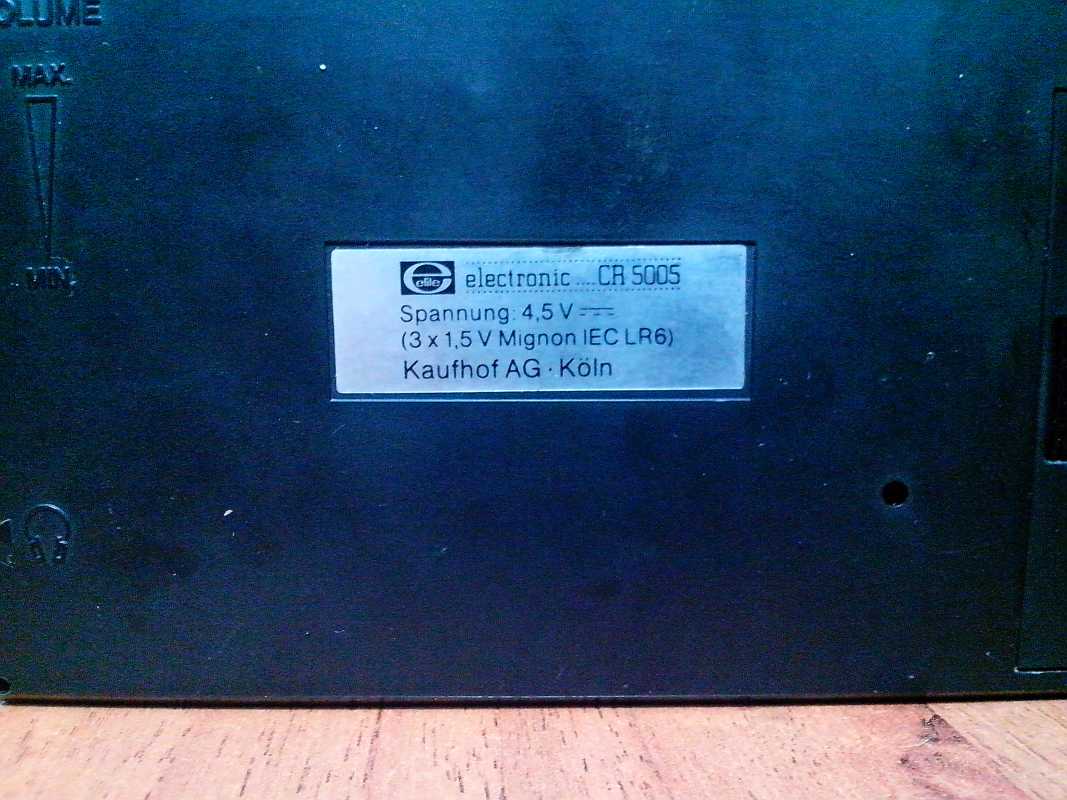 VOLUME
MAX.
MIN.
elite electronic .... CR 5005
Spannung: 4,5 V ⎓
(3 x 1,5 V Mignon IEC LR6)
Kaufhof AG · Köln